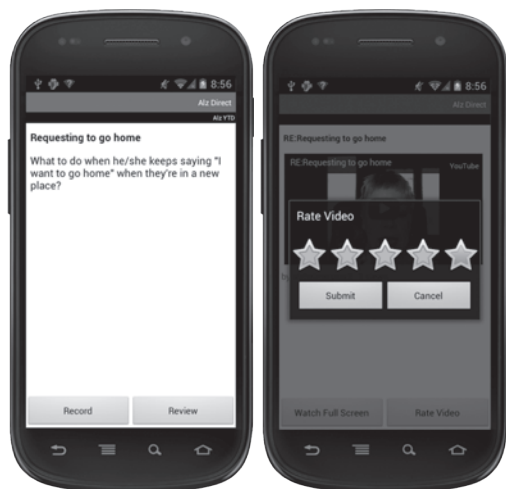 8:56
Alz Direct
Alz YTD
Requesting to go home
What to do when he/she keeps saying "I
want to go home" when they're in a new
place?
Record
Review
8:56
Alz Direct
RE:Requesting to go home
RE:Requesting to go home
YouTube
Rate Video
Submit
Cancel
Watch Full Screen
Rate Video